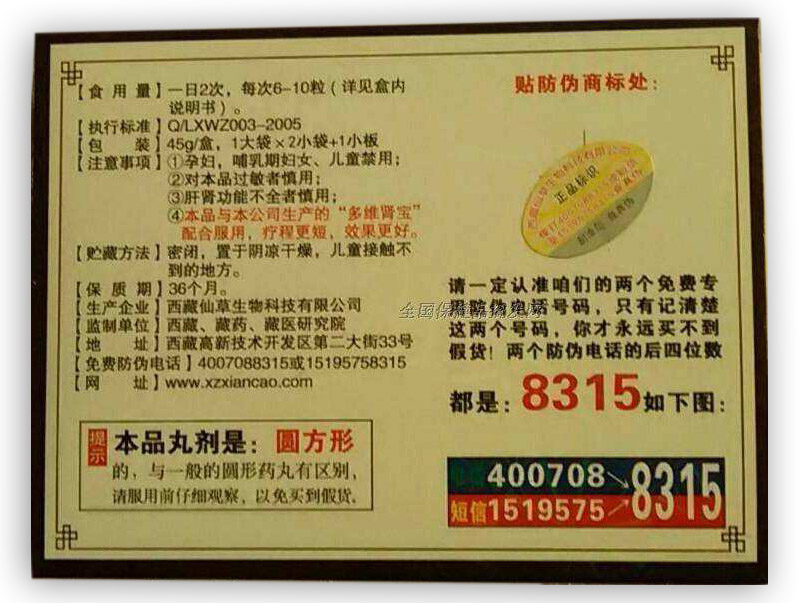 【食用量】一日2次，每次6-10粒（详见盒内
说明书）。
【执行标准】Q/LXWZ003-2005
【包装】45g/盒，1大袋×2小袋+1小板
【注意事项】①孕妇，哺乳期妇女、儿童禁用；
②对本品过敏者慎用；
③肝肾功能不全者慎用；
④本品与本公司生产的“多维肾宝”
配合服用，疗程更短，效果更好。
【贮藏方法】密闭，置于阴凉干燥，儿童接触不
到的地方。
【保质期】36个月。
【生产企业】西藏仙草生物科技有限公司
【监制单位】西藏、藏药、藏医研究院
【地址】西藏高新技术开发区第二大街33号
【免费防伪电话】4007088315或15195758315
【网址】www.xzxiancao.com
提示
本品丸剂是：圆方形
的，与一般的圆形药丸有区别，
请服用前仔细观察，以免买到假货。
贴防伪商标处：
西藏仙草生物科技有限公司
正品标识
请一定认准咱们的两个免费专
用防伪电话号码，只有记清楚
这两个号码，你才永远买不到
假货！两个防伪电话的后四位数
都是：8315如下图：
400708→8315
短信1519575